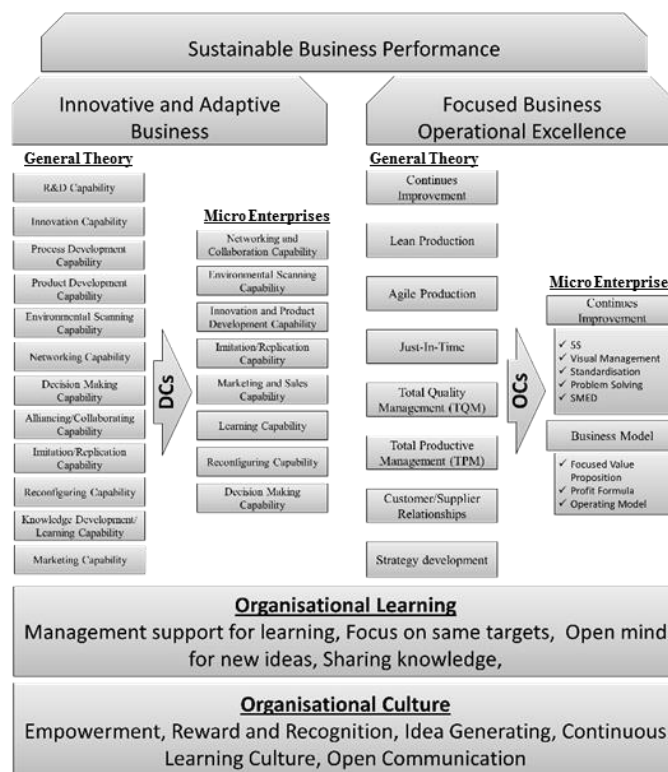 Sustainable Business Performance
Innovative and Adaptive
Business
General Theory
R&D Capability
Innovation Capability
Process Development
Capability
Product Development
Capability
Environmental Scanning
Capability
Networking Capability
Decision Making
Capability
Alliancing/Collaborating
Capability
Imitation/Replication
Capability
Reconfiguring Capability
Knowledge Development/
Learning Capability
Marketing Capability
DCs
Micro Enterprises
Networking and
Collaboration Capability
Environmental Scanning
Capability
Innovation and Product
Development Capability
Imitation/Replication
Capability
Marketing and Sales
Capability
Learning Capability
Reconfiguring Capability
Decision Making
Capability
Focused Business
Operational Excellence
General Theory
Continues
Improvement
Lean Production
Agile Production
Just-In-Time
Total Quality
Management (TQM)
Total Productive
Management (TPM)
Customer/Supplier
Relationships
Strategy development
OCs
Micro Enterprise
Continues
Improvement
✓ 5S
✓ Visual Management
✓ Standardisation
✓ Problem Solving
✓ SMED
Business Model
✓ Focused Value
Proposition
✓ Profit Formula
✓ Operating Model
Organisational Learning
Management support for learning, Focus on same targets, Open mind
for new ideas, Sharing knowledge,
Organisational Culture
Empowerment, Reward and Recognition, Idea Generating, Continuous
Learning Culture, Open Communication